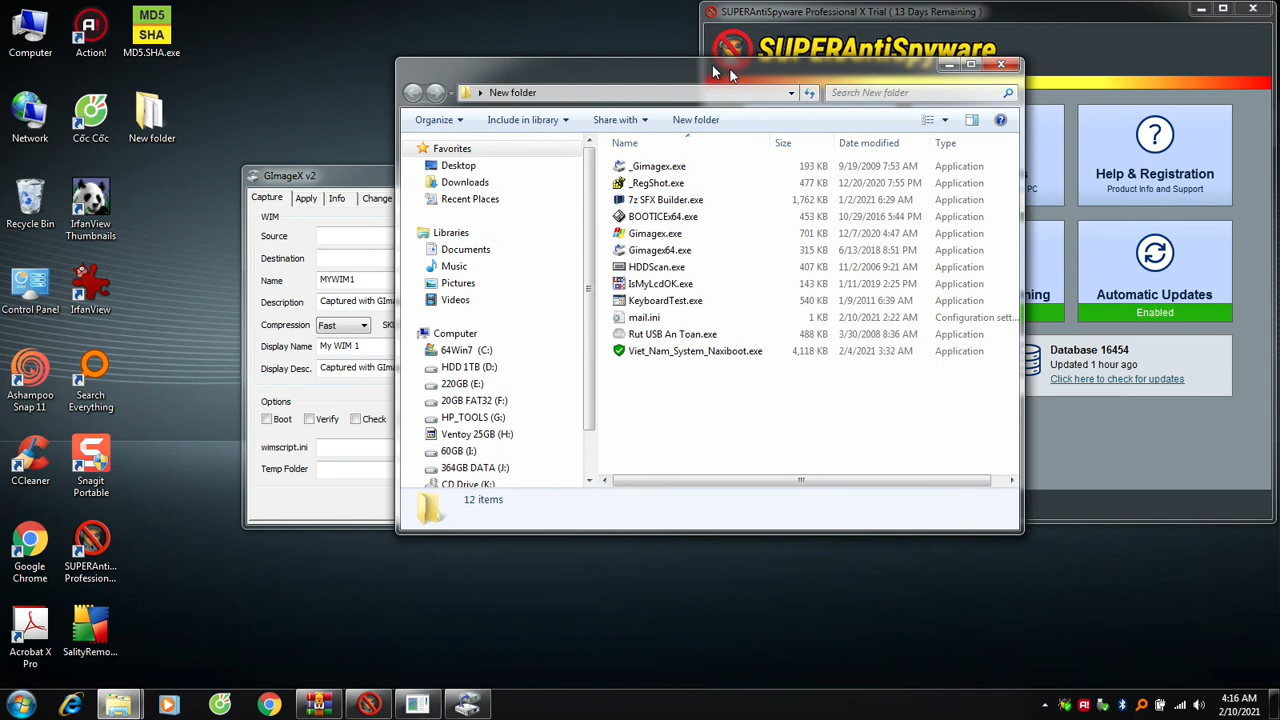 Computer
Action!
MD5
SHA
MD5.SHA.exe
Network
Cốc Cốc
New folder
Recycle Bin
IrfanView
Thumbnails
Control Panel
IrfanView
Ashampoo
Snap 11
Search
Everything
CCleaner
Snagit
Portable
Google
Chrome
SUPERAnti...
Profession...
Acrobat X
Pro
SalityRemo...
GImageX v2
Capture Apply Info Change
WIM
Source
Destination
Name MYWIM1
Description Captured with GIm
Compression Fast
Display Name My WIM 1
Display Desc. Captured with GIma
Options
Boot Verify Check
wimscript.ini
Temp Folder
SUPERAntiSpyware Professional X Trial ( 13 Days Remaining )
SUPERAntiSpyware
New folder
Search New folder
Organize Include in library Share with New folder
Favorites
Desktop
Downloads
Recent Places
Libraries
Documents
Music
Pictures
Videos
Computer
64Win7 (C:)
HDD 1TB (D:)
220GB (E:)
20GB FAT32 (F:)
HP_TOOLS (G:)
Ventoy 25GB (H:)
60GB (I:)
364GB DATA (J:)
CD Drive (K:)
Name Size Date modified Type
_Gimagex.exe 193 KB 9/19/2009 7:53 AM Application
_RegShot.exe 477 KB 12/20/2020 7:55 PM Application
7z SFX Builder.exe 1,762 KB 1/2/2021 6:29 AM Application
BOOTICEx64.exe 453 KB 10/29/2016 5:44 PM Application
Gimagex.exe 701 KB 12/7/2020 4:47 AM Application
Gimagex64.exe 315 KB 6/13/2018 8:51 PM Application
HDDScan.exe 407 KB 11/2/2006 9:21 AM Application
IsMyLcdOK.exe 143 KB 1/11/2019 2:25 PM Application
KeyboardTest.exe 540 KB 1/9/2011 6:39 AM Application
mail.ini 1 KB 2/10/2021 2:22 AM Configuration sett...
Rut USB An Toan.exe 488 KB 3/30/2008 8:36 AM Application
Viet_Nam_System_Naxiboot.exe 4,118 KB 2/4/2021 3:32 AM Application
12 items
PC
Help & Registration
Product Info and Support
Automatic Updates
Enabled
Database 16454
Updated 1 hour ago
Click here to check for updates
4:16 AM
2/10/2021